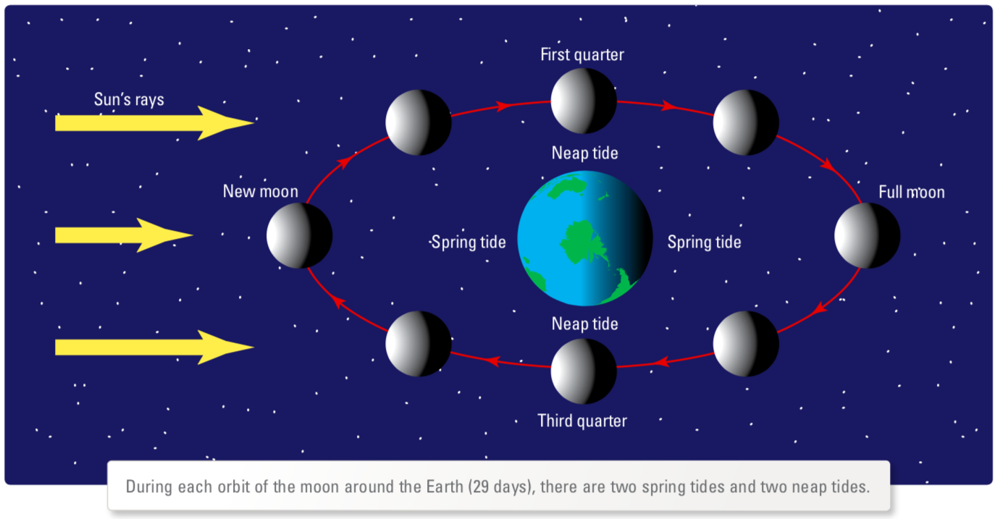 First quarter
Sun's rays
Neap tide
New moon
Full moon
Spring tide
Spring tide
Neap tide
Third quarter
During each orbit of the moon around the Earth (29 days), there are two spring tides and two neap tides.